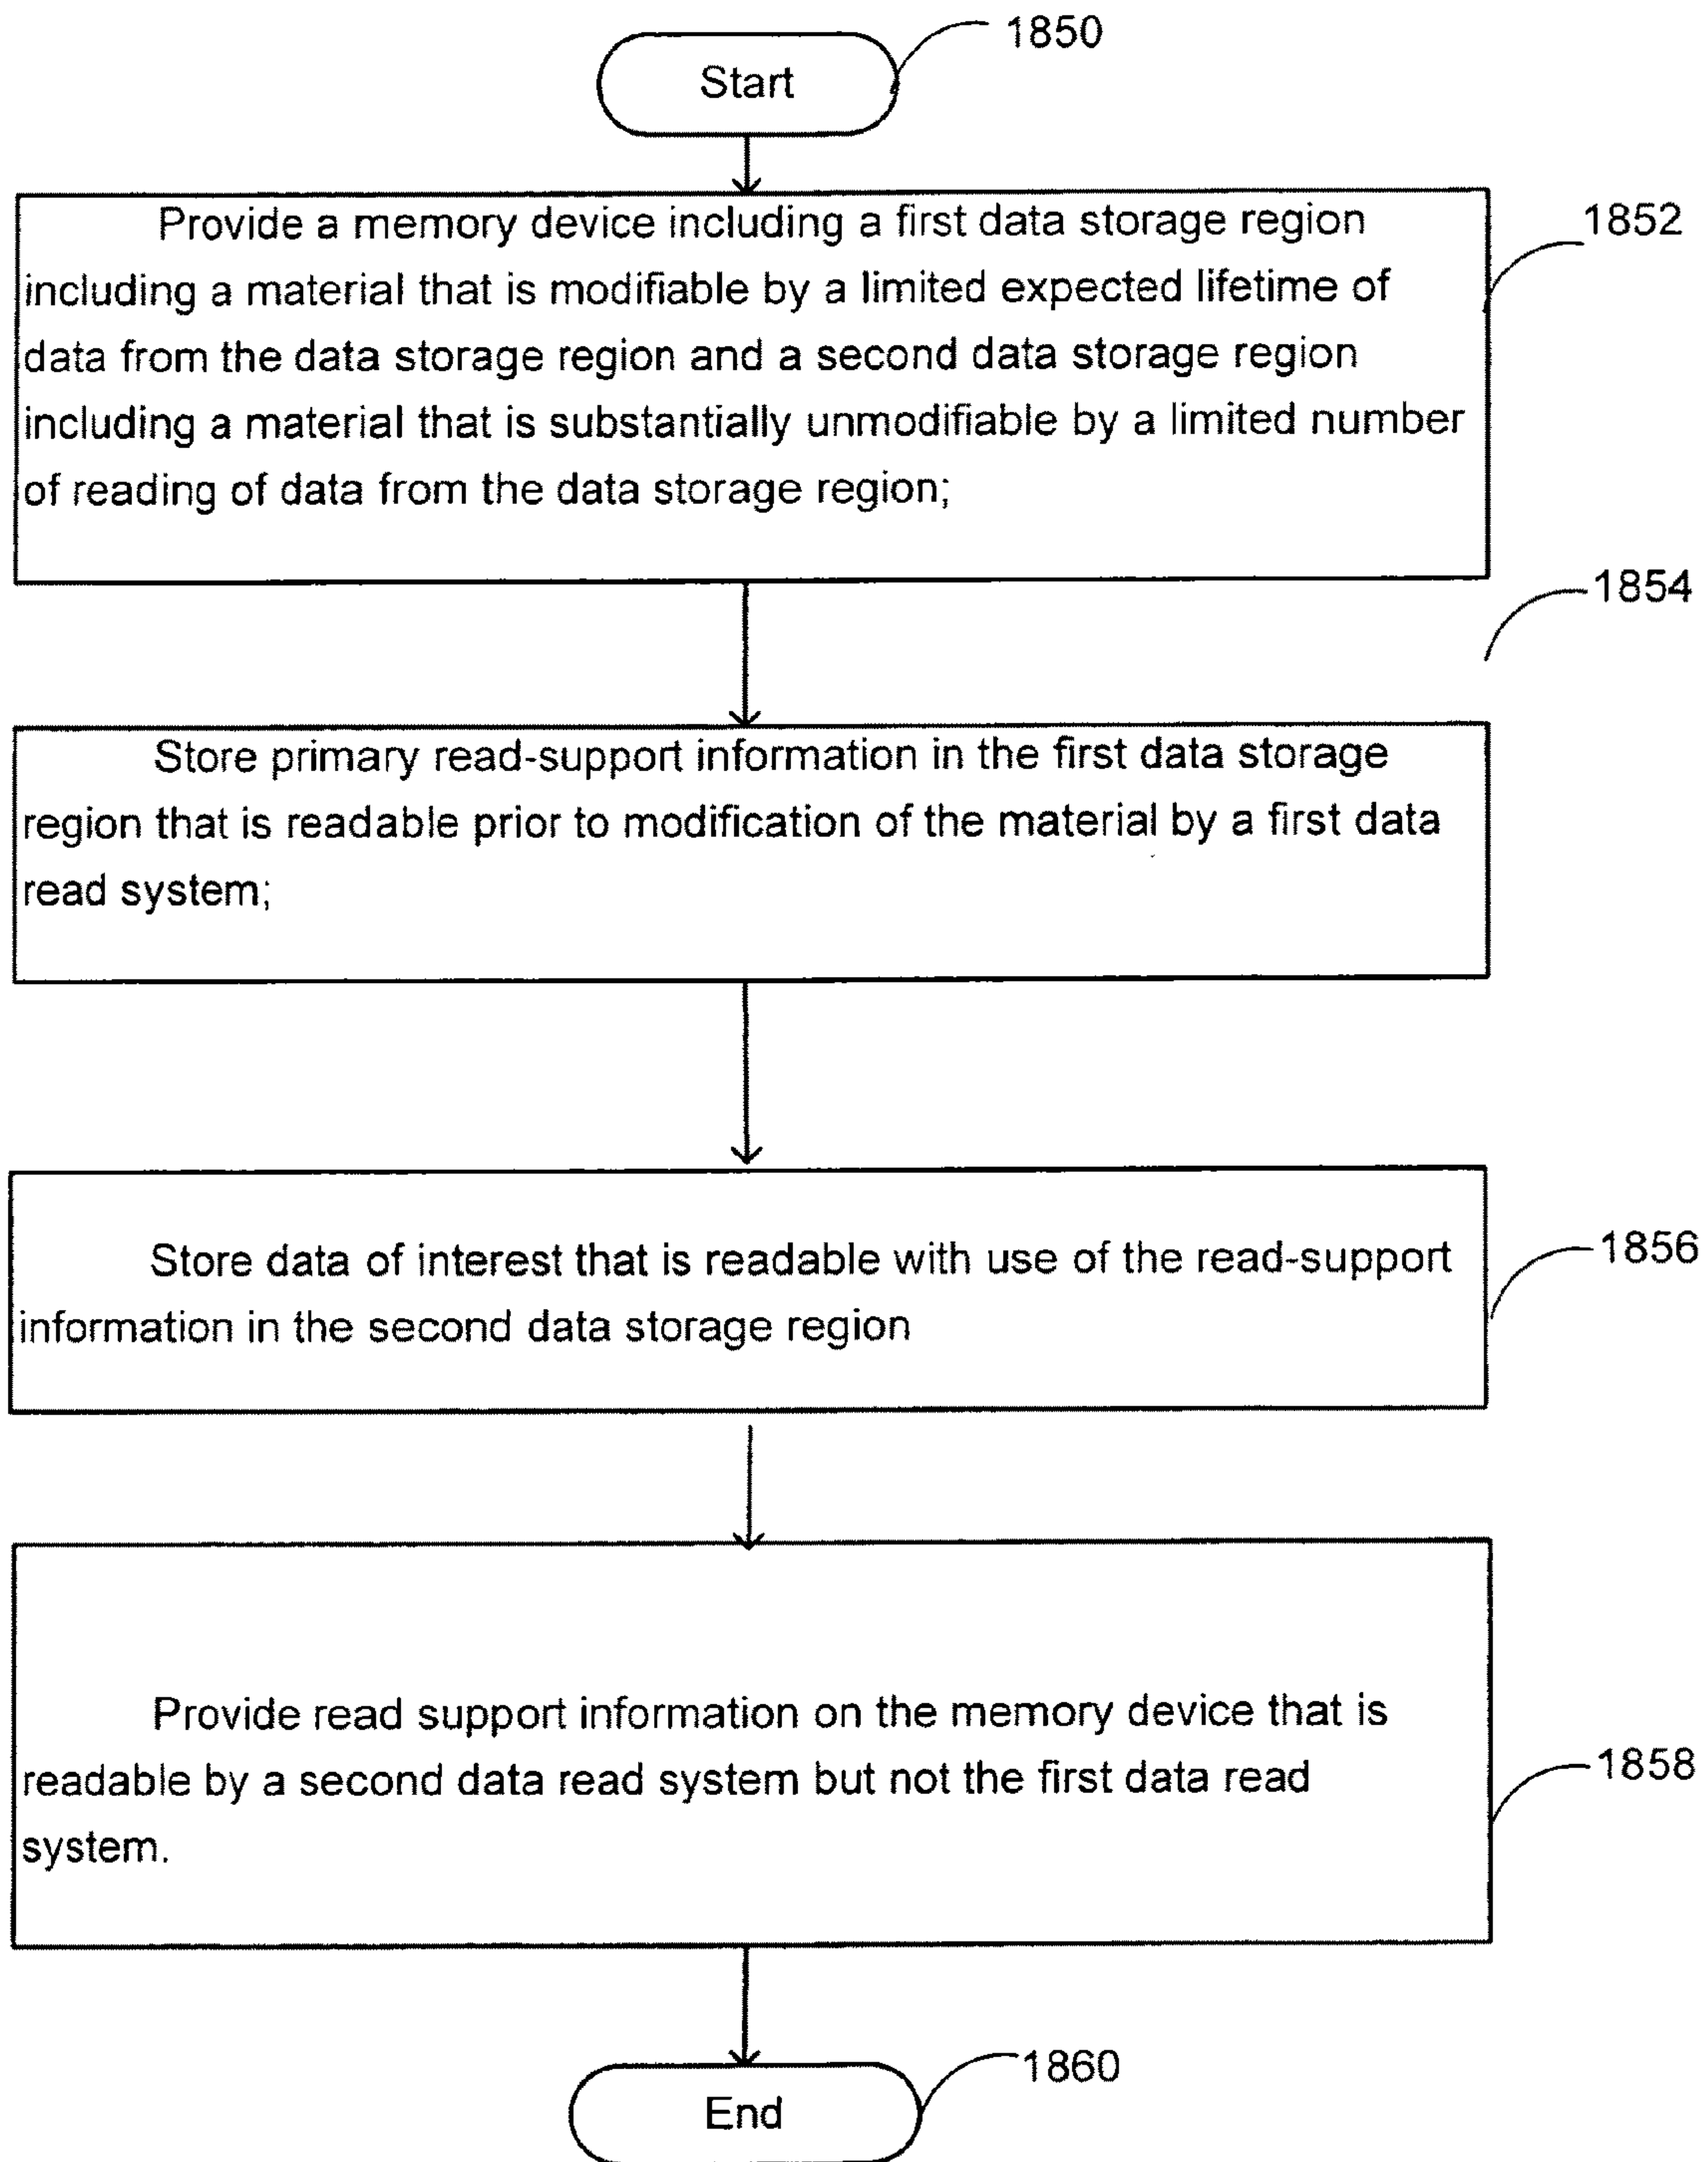 1850
Start
1852
Provide a memory device including a first data storage region
including a material that is modifiable by a limited expected lifetime of
data from the data storage region and a second data storage region
including a material that is substantially unmodifiable by a limited number
of reading of data from the data storage region;
1854
Store primary read-support information in the first data storage
region that is readable prior to modification of the material by a first data
read system;
1856
Store data of interest that is readable with use of the read-support
information in the second data storage region
Provide read support information on the memory device that is
1858
readable by a second data read system but not the first data read
system.
1860
End